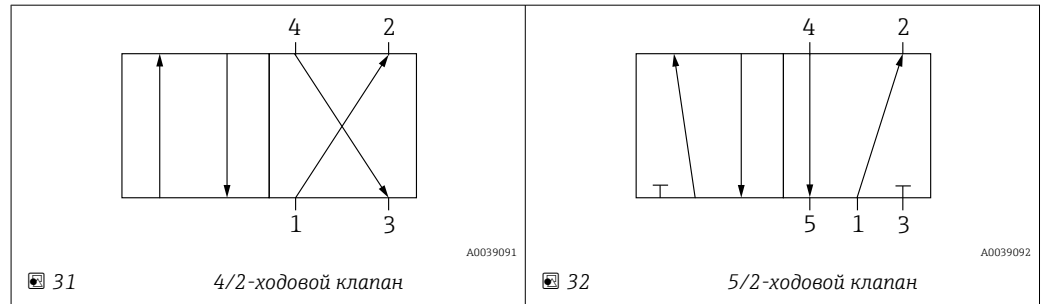 4 2
1 3
A0039091
31 4/2-ходовой клапан
4 2
5 1 3
A0039092
32 5/2-ходовой клапан